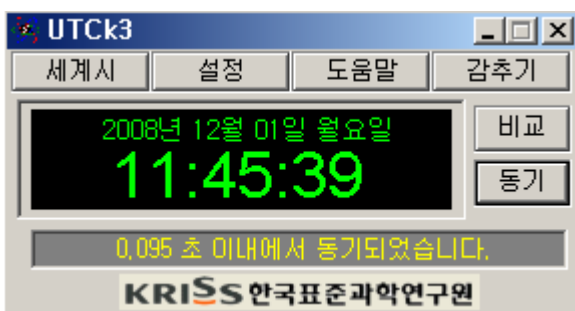 UTCk3
세계시 설정 도움말 감추기
2008년 12월 01일 월요일
비교
11:45:39
동기
0,095 초 이내에서 동기되었습니다.
KRISS 한국표준과학연구원